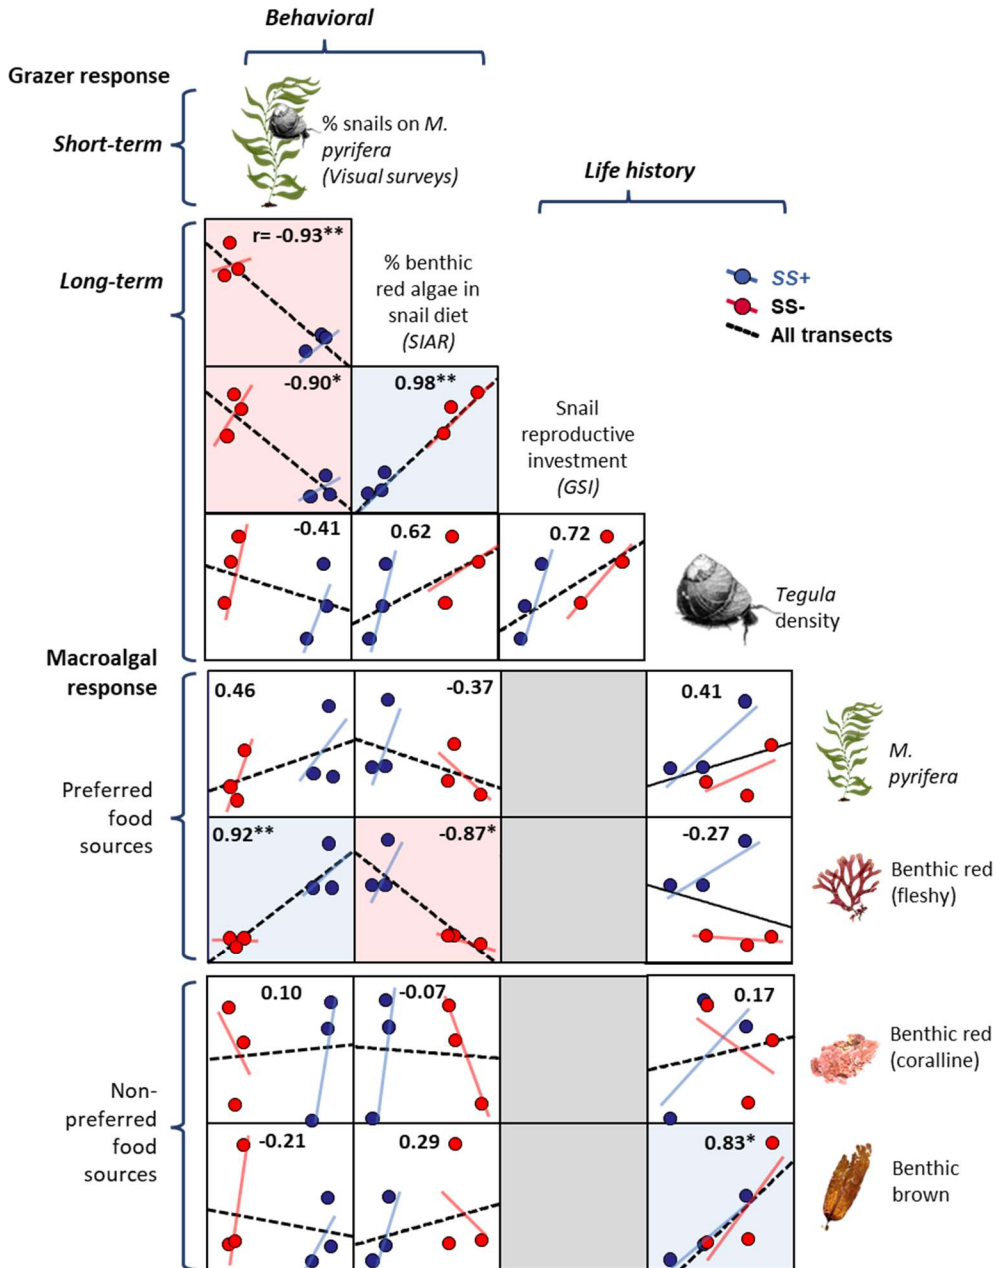 Behavioral
Grazer response
Short-term
% snails on M.
pyrifera
(Visual surveys)
Life history
Long-term
r= -0.93**
% benthic
red algae in
snail diet
(SIAR)
SS+
SS-
All transects
-0.90*
0.98**
Snail
reproductive
investment
(GSI)
-0.41
0.62
0.72
Tegula
density
Macroalgal
response
0.46
-0.37
0.41
M.
pyrifera
Preferred
food
sources
0.92**
-0.87*
-0.27
Benthic red
(fleshy)
0.10
-0.07
0.17
Benthic red
(coralline)
Non-
preferred
food
sources
-0.21
0.29
0.83*
Benthic
brown